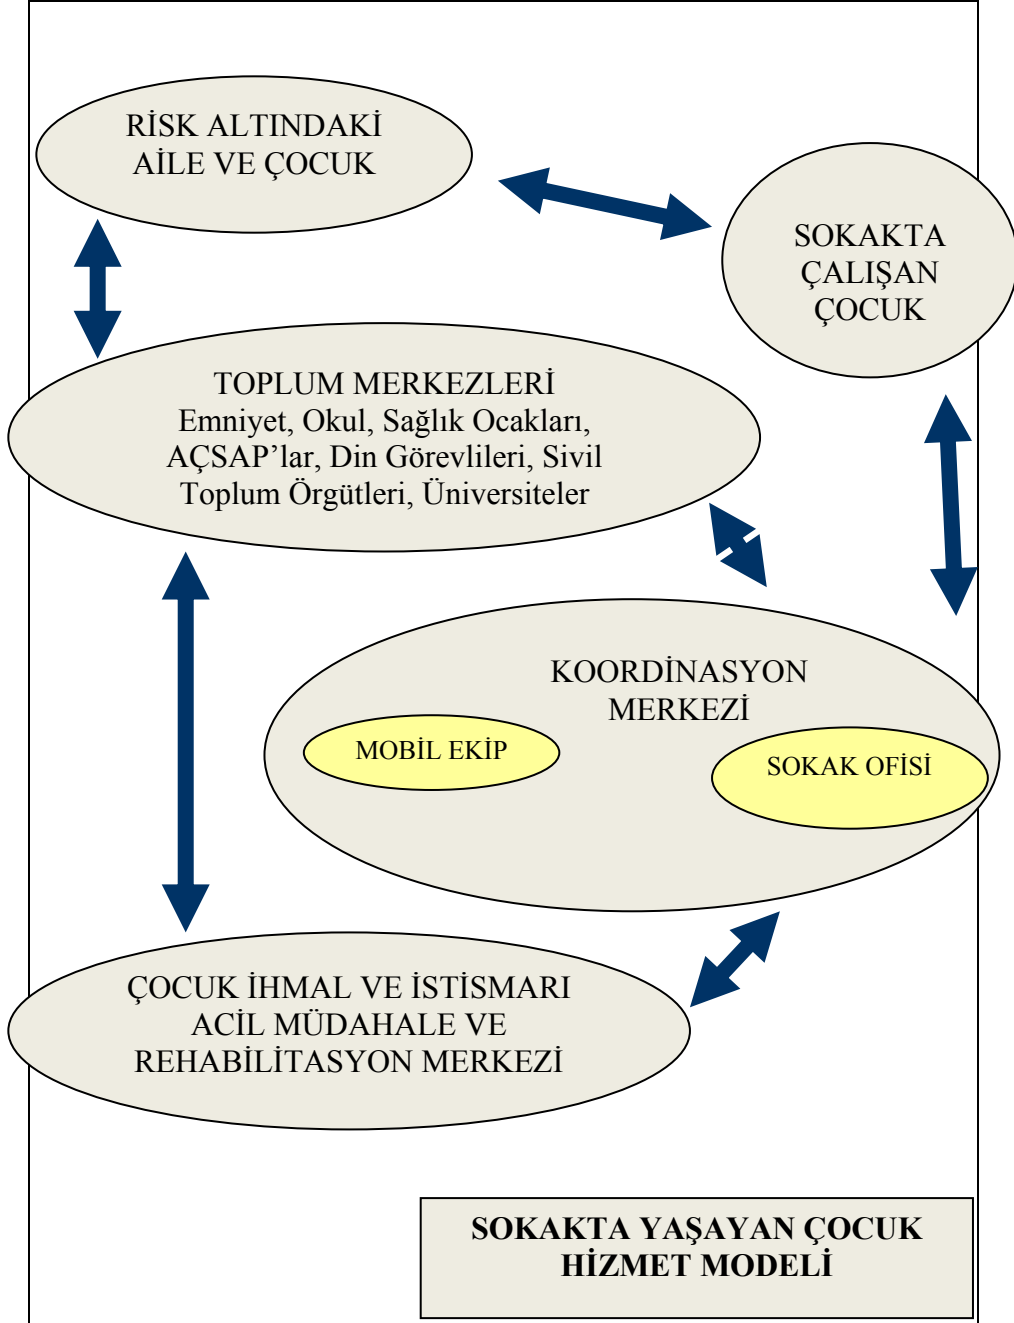 RİSK ALTINDAKİ
AİLE VE ÇOCUK
SOKAKTA
ÇALIŞAN
ÇOCUK
TOPLUM MERKEZLERİ
Emniyet, Okul, Sağlık Ocakları,
AÇSAP’lar, Din Görevlileri, Sivil
Toplum Örgütleri, Üniversiteler
KOORDİNASYON
MERKEZİ
MOBİL EKİP
SOKAK OFİSİ
ÇOCUK İHMAL VE İSTİSMARI
ACİL MÜDAHALE VE
REHABİLİTASYON MERKEZİ
SOKAKTA YAŞAYAN ÇOCUK
HİZMET MODELİ